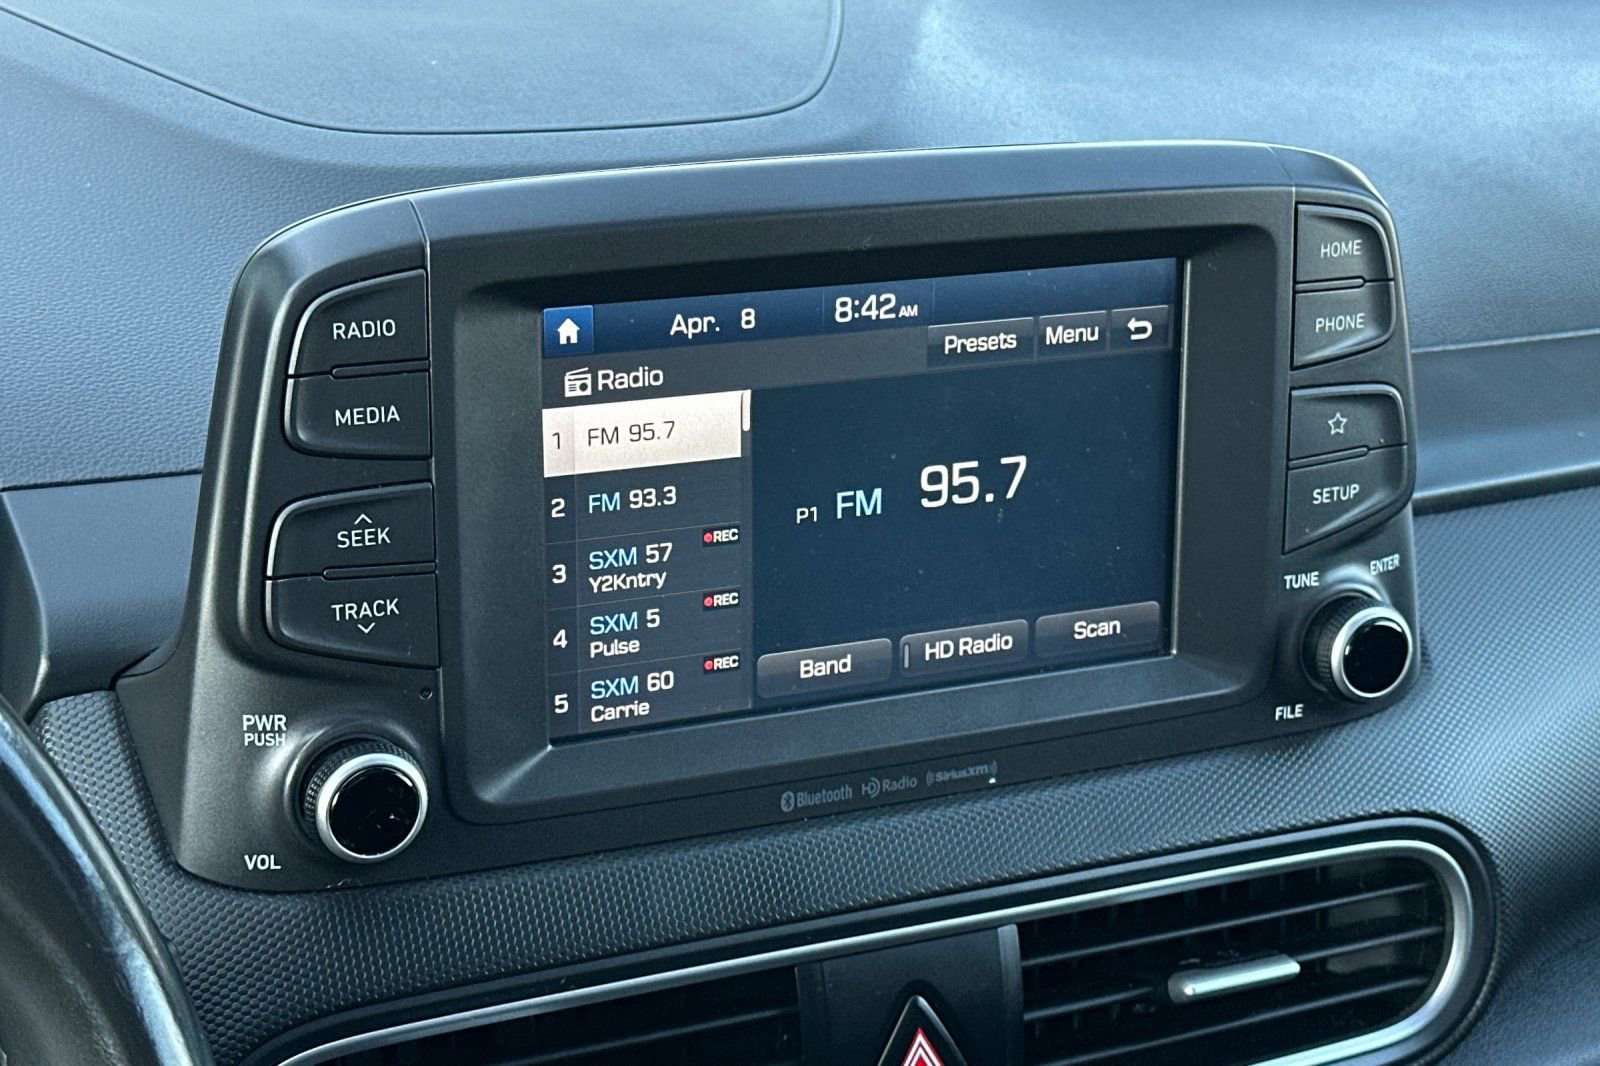 RADIO
MEDIA
SEEK
TRACK
PWR
PUSH
VOL
Apr. 8
8:42 AM
Presets
Menu
Radio
1 FM 95.7
2 FM 93.3
3 SXM 57 REC
Y2Kntry
4 SXM 5 REC
Pulse
5 SXM 60 REC
Carrie
P1 FM 95.7
Band
HD Radio
Scan
Bluetooth HD Radio SiriusXM
HOME
PHONE
SETUP
TUNE
ENTER
FILE